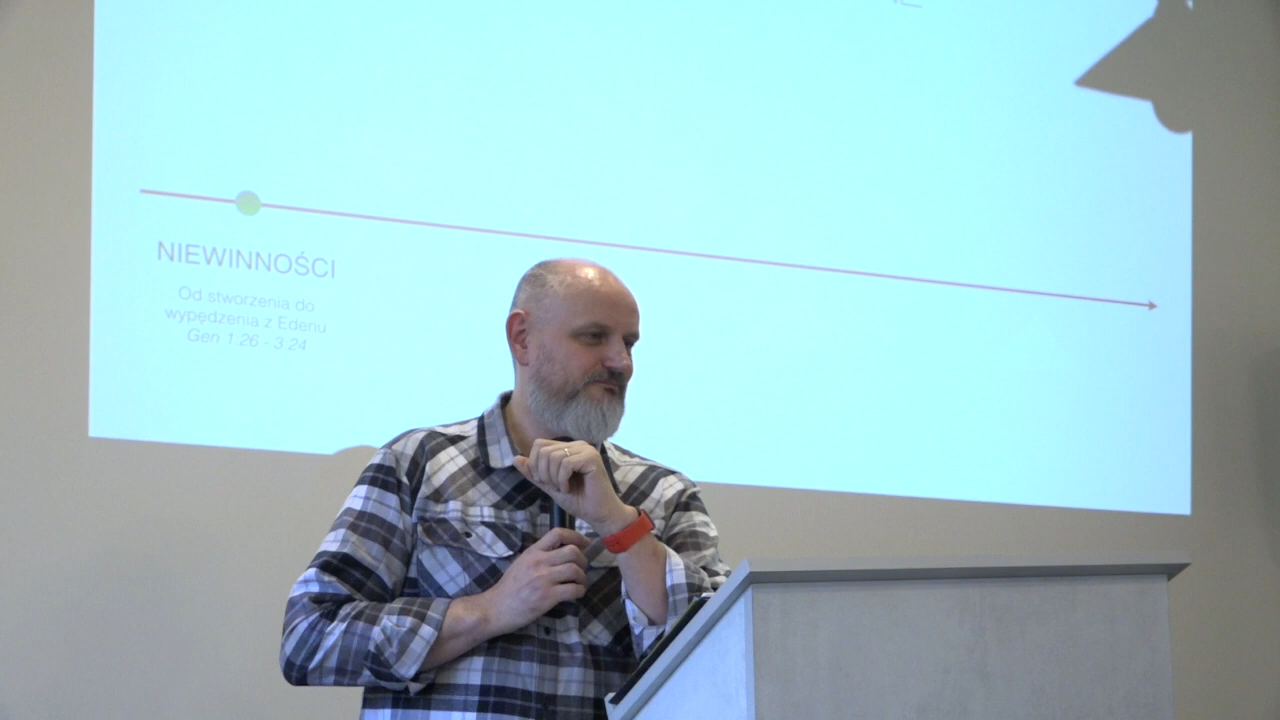 NIEWINNOŚCI
Od stworzenia do
wypędzenia z Edenu
Gen 1:26 - 3:24